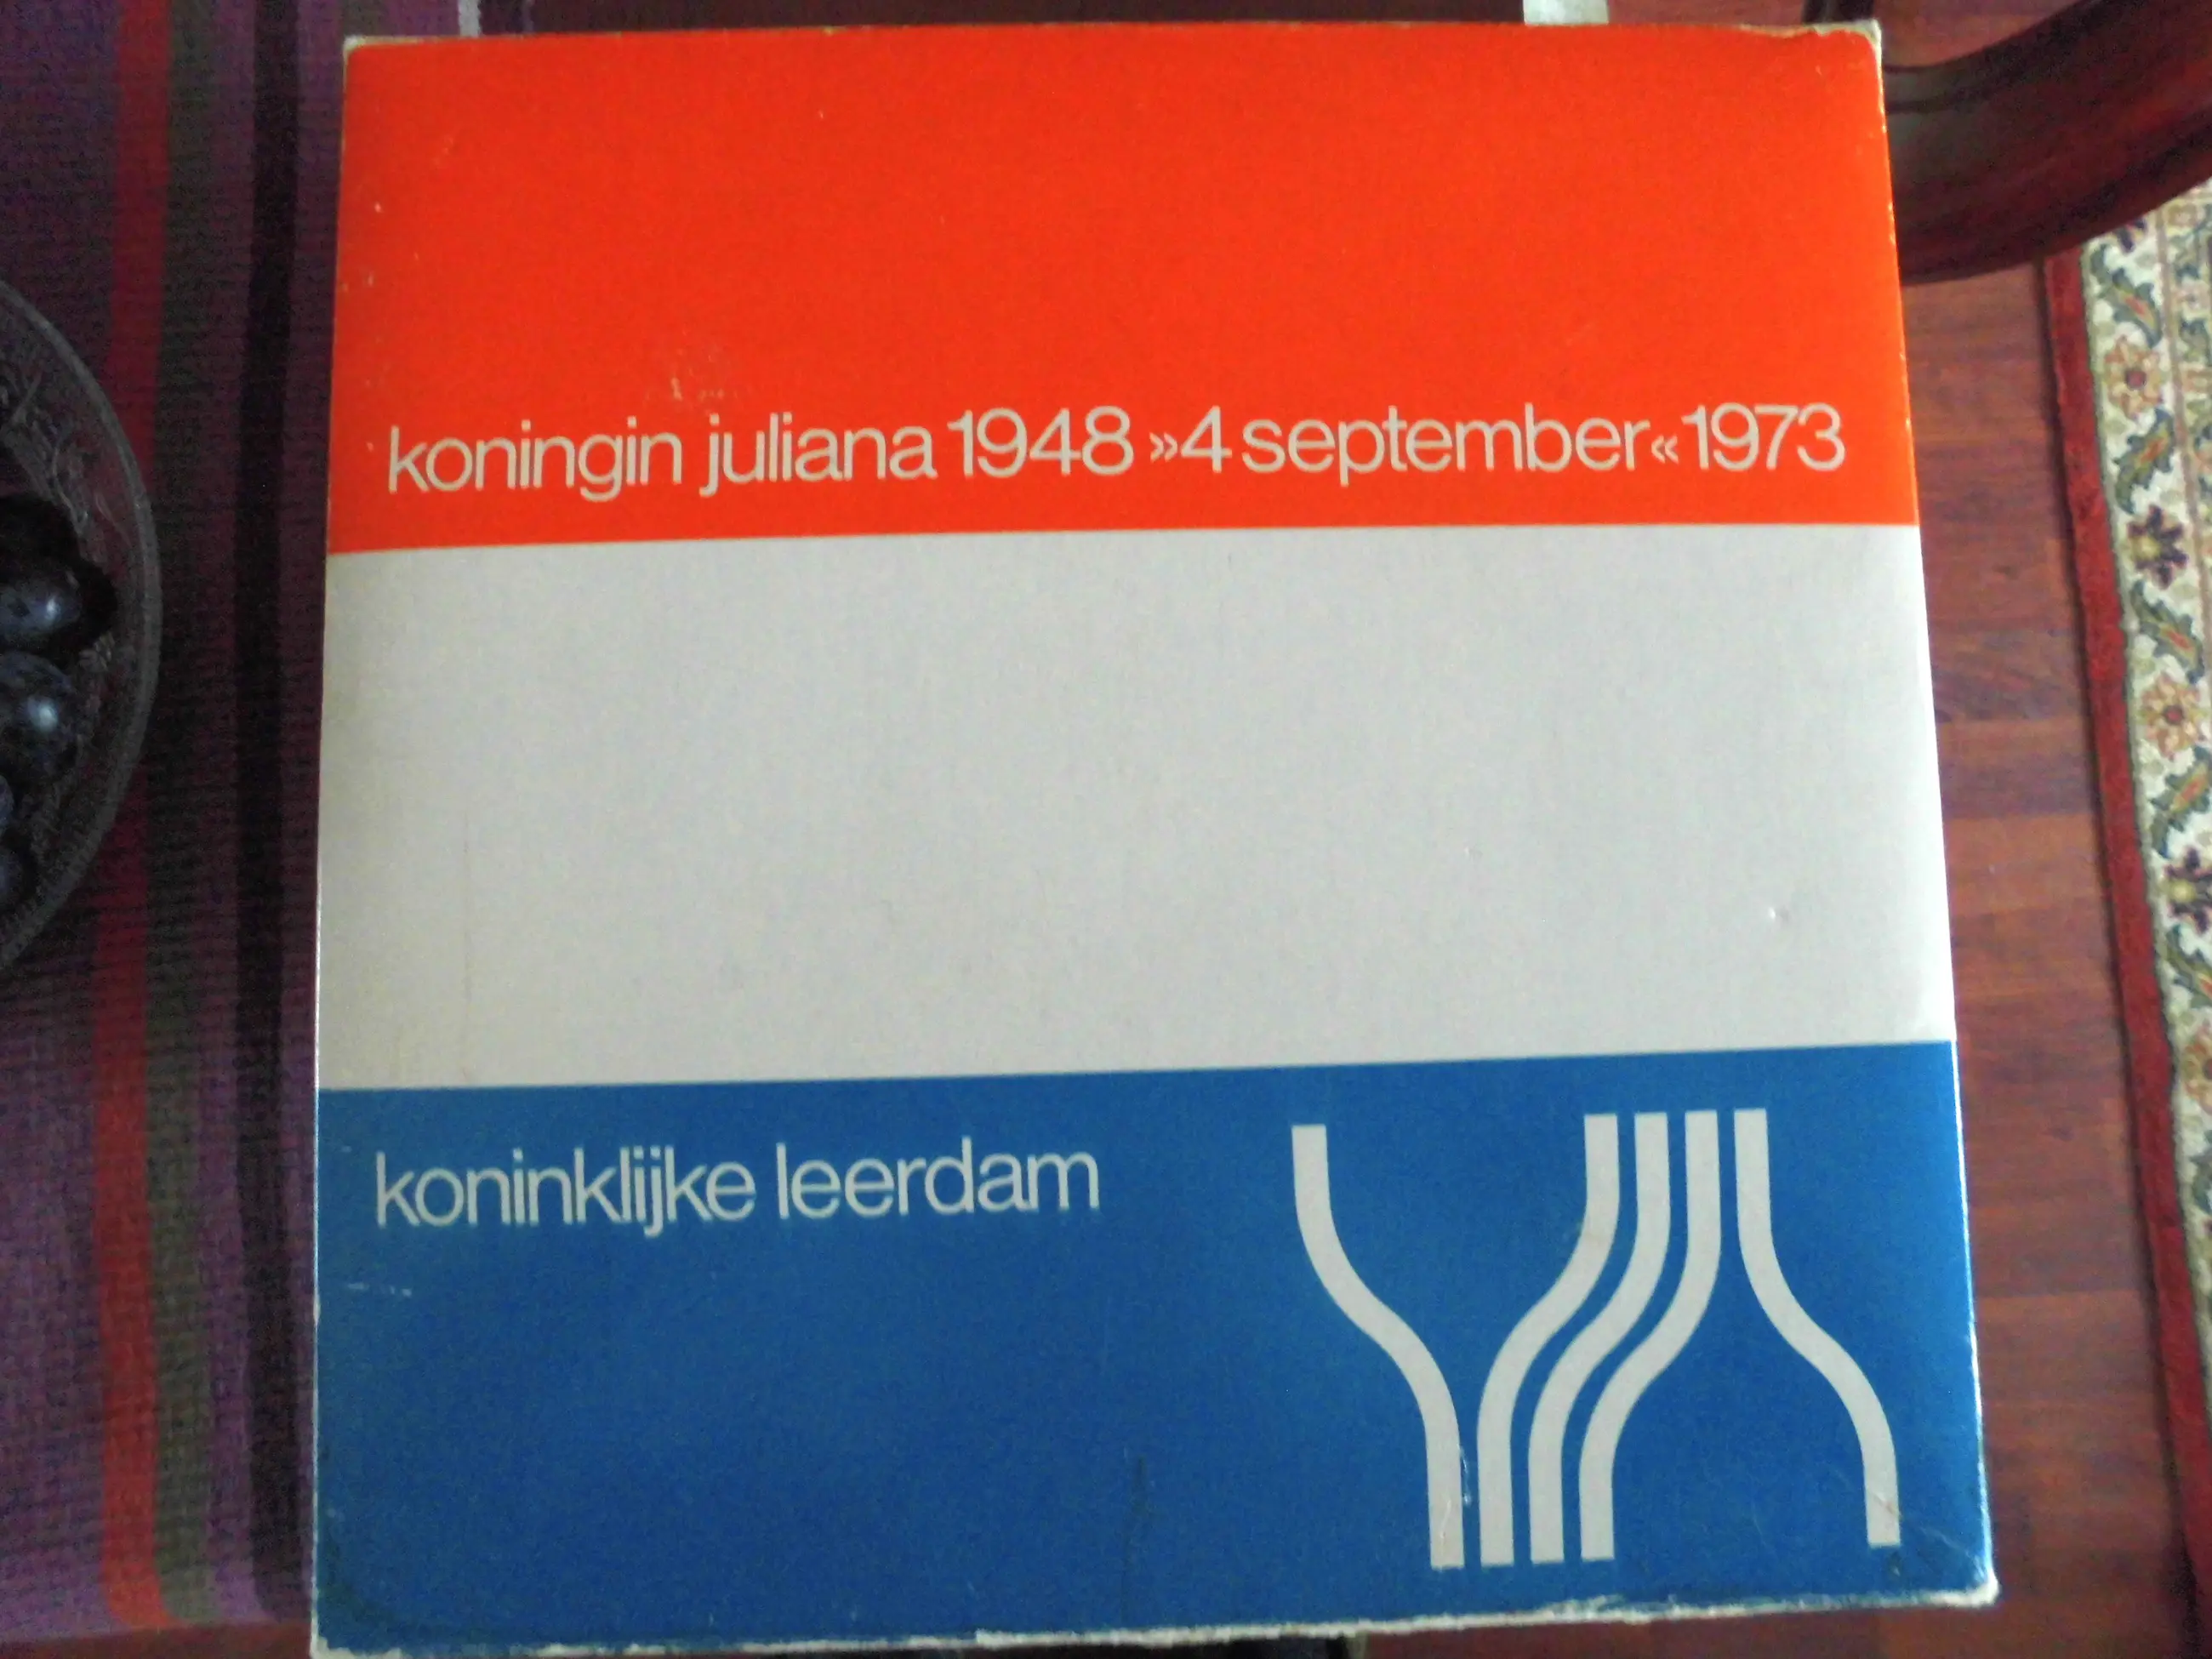 koningin juliana 1948 »4 september« 1973
koninklijke leerdam